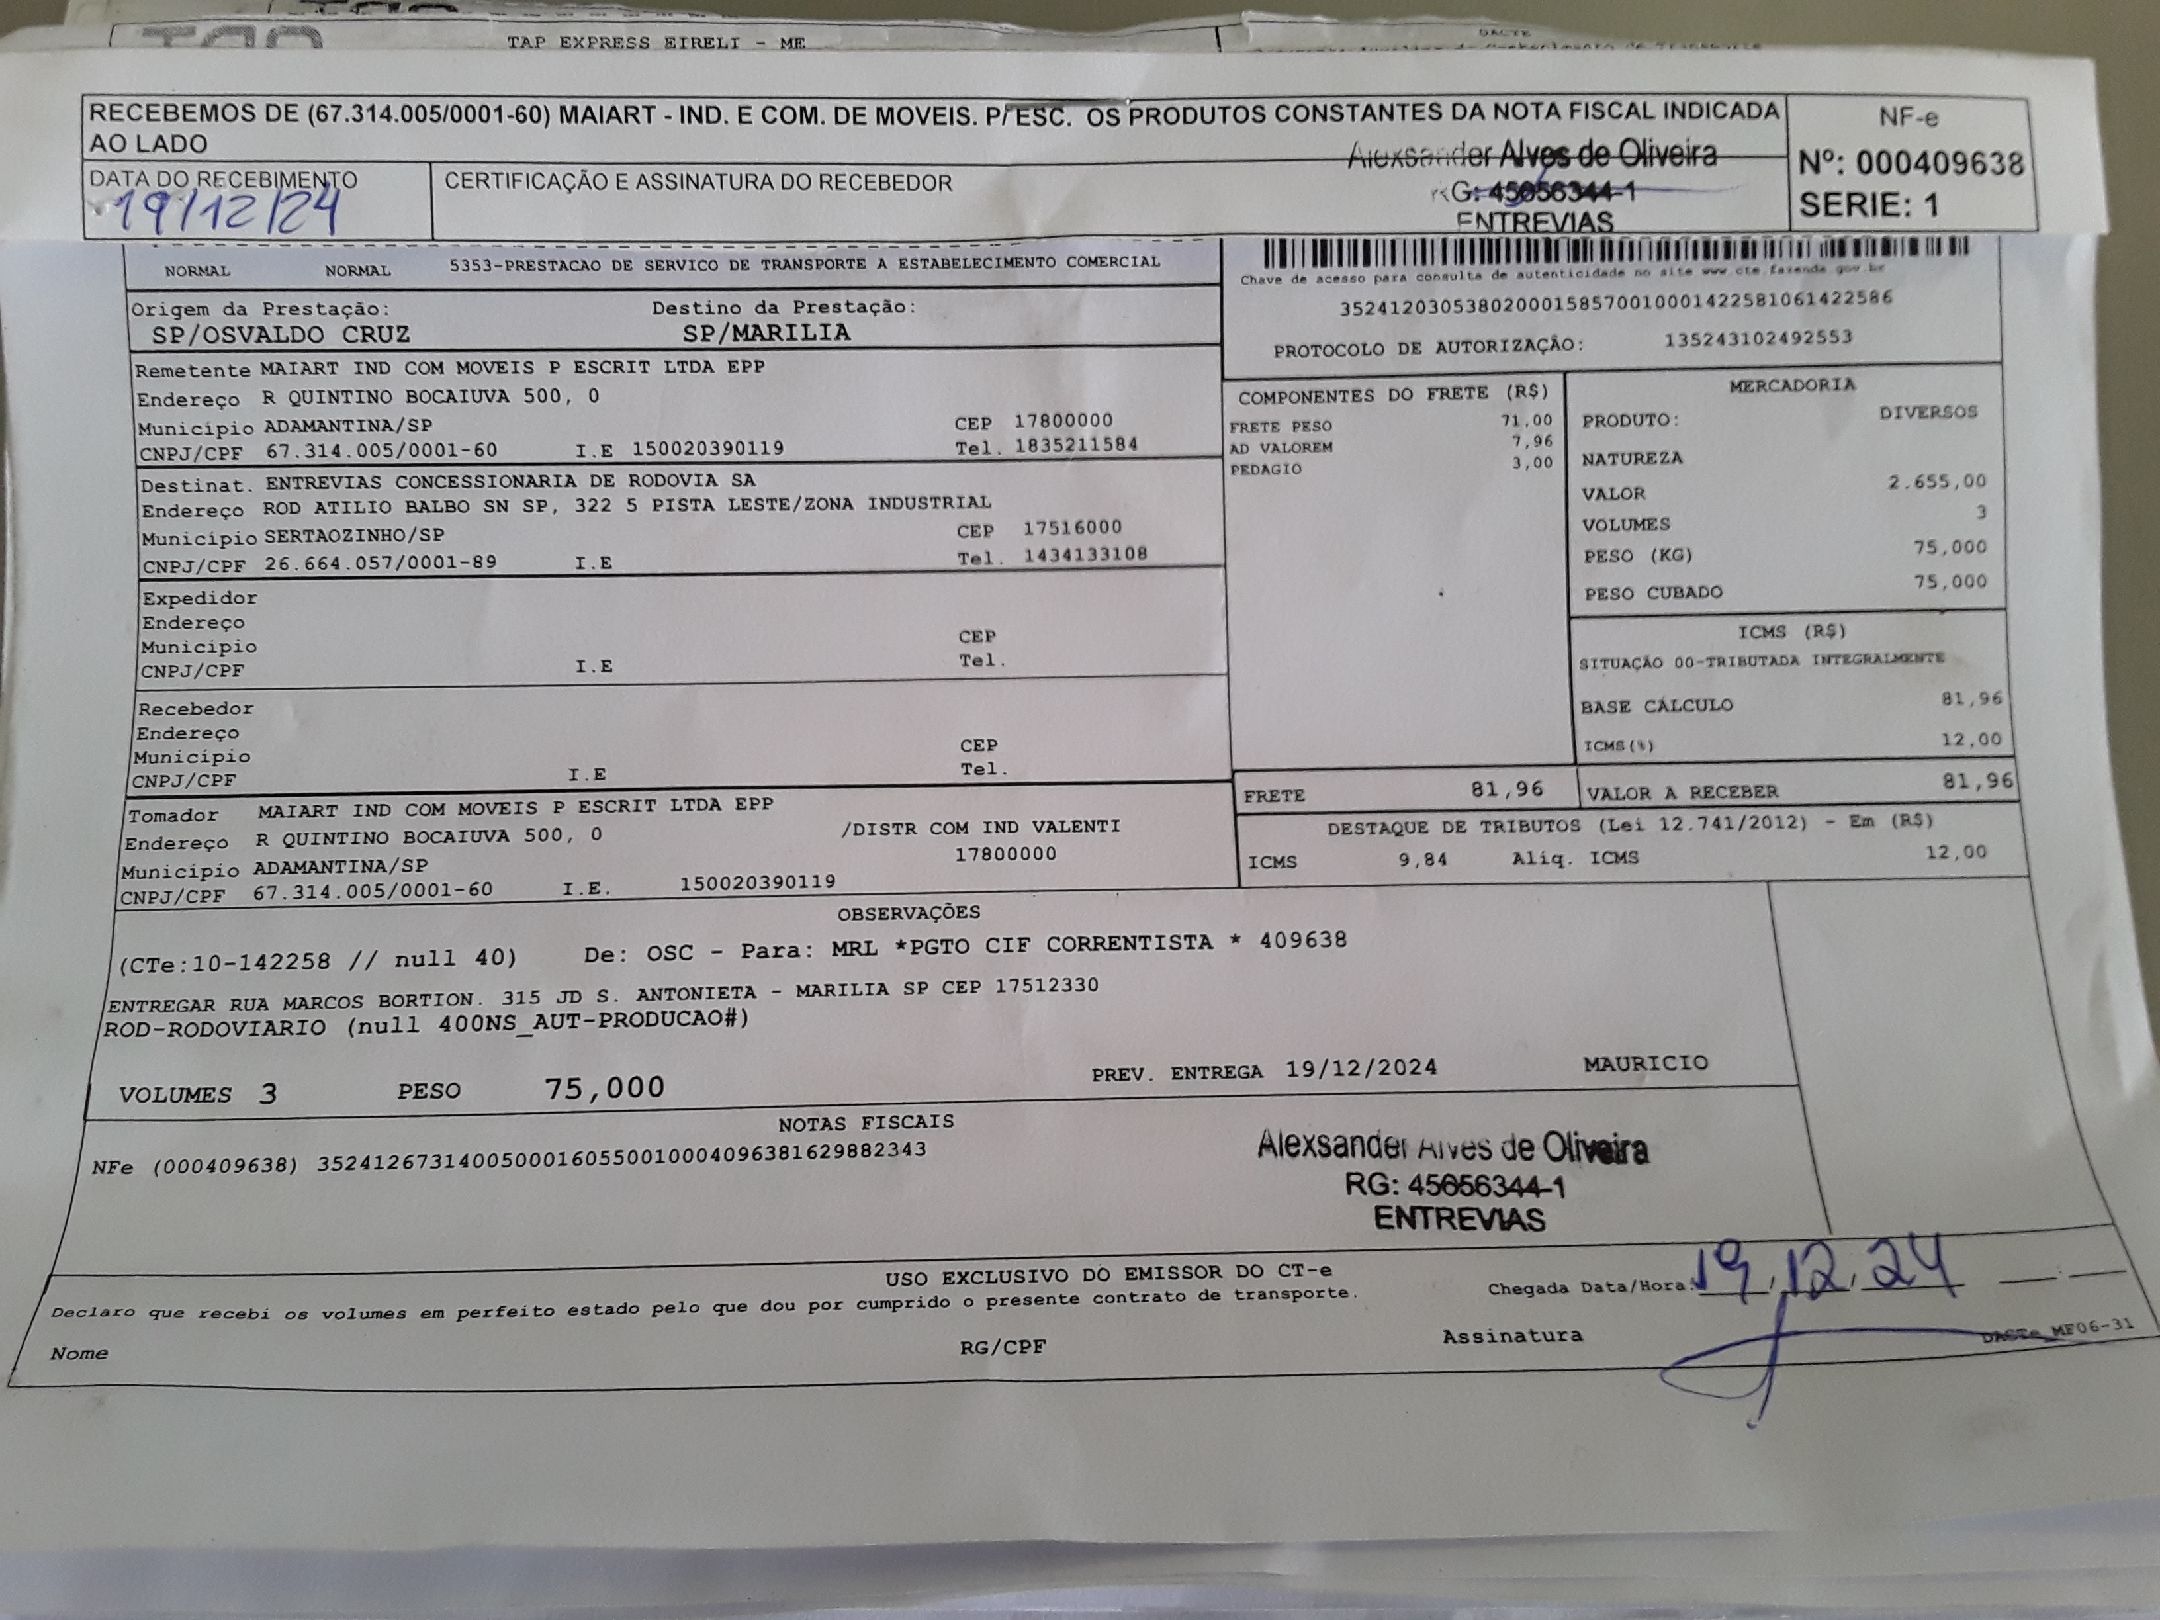 TAP EXPRESS EIRELI - ME
DACTE
RECEBEMOS DE (67.314.005/0001-60) MAIART - IND. E COM. DE MOVEIS. P/ ESC. OS PRODUTOS CONSTANTES DA NOTA FISCAL INDICADA
AO LADO
NF-e
Nº: 000409638
SERIE: 1
DATA DO RECEBIMENTO
19/12/24
CERTIFICAÇÃO E ASSINATURA DO RECEBEDOR
Alexsander Alves de Oliveira
RG: 45056344-1
ENTREVIAS
NORMAL NORMAL 5353-PRESTACAO DE SERVICO DE TRANSPORTE A ESTABELECIMENTO COMERCIAL
Chave de acesso para consulta de autenticidade no site www.cte.fazenda.gov.br
35241203053802000158570010001422581061422586
PROTOCOLO DE AUTORIZAÇÃO: 135243102492553
Origem da Prestação: Destino da Prestação:
SP/OSVALDO CRUZ SP/MARILIA
Remetente MAIART IND COM MOVEIS P ESCRIT LTDA EPP
Endereço R QUINTINO BOCAIUVA 500, 0
Município ADAMANTINA/SP CEP 17800000
CNPJ/CPF 67.314.005/0001-60 I.E 150020390119 Tel. 1835211584
Destinat. ENTREVIAS CONCESSIONARIA DE RODOVIA SA
Endereço ROD ATILIO BALBO SN SP, 322 5 PISTA LESTE/ZONA INDUSTRIAL
Município SERTAOZINHO/SP CEP 17516000
CNPJ/CPF 26.664.057/0001-89 I.E Tel. 1434133108
Expedidor
Endereço
Município CEP
CNPJ/CPF I.E Tel.
Recebedor
Endereço
Município CEP
CNPJ/CPF I.E Tel.
Tomador MAIART IND COM MOVEIS P ESCRIT LTDA EPP
Endereço R QUINTINO BOCAIUVA 500, 0 /DISTR COM IND VALENTI
Município ADAMANTINA/SP 17800000
CNPJ/CPF 67.314.005/0001-60 I.E. 150020390119
COMPONENTES DO FRETE (R$)
FRETE PESO 71,00
AD VALOREM 7,96
PEDAGIO 3,00
MERCADORIA
PRODUTO: DIVERSOS
NATUREZA
VALOR 2.655,00
VOLUMES 3
PESO (KG) 75,000
PESO CUBADO 75,000
ICMS (R$)
SITUAÇÃO 00-TRIBUTADA INTEGRALMENTE
BASE CÁLCULO 81,96
ICMS(%) 12,00
FRETE 81,96 VALOR A RECEBER 81,96
DESTAQUE DE TRIBUTOS (Lei 12.741/2012) - Em (R$)
ICMS 9,84 Alíq. ICMS 12,00
OBSERVAÇÕES
(CTe:10-142258 // null 40) De: OSC - Para: MRL *PGTO CIF CORRENTISTA * 409638
ENTREGAR RUA MARCOS BORTION. 315 JD S. ANTONIETA - MARILIA SP CEP 17512330
ROD-RODOVIARIO (null 400NS_AUT-PRODUCAO#)
VOLUMES 3 PESO 75,000 PREV. ENTREGA 19/12/2024 MAURICIO
NOTAS FISCAIS
NFe (000409638) 35241267314005000160550010004096381629882343
Alexsander Alves de Oliveira
RG: 45056344-1
ENTREVIAS
USO EXCLUSIVO DO EMISSOR DO CT-e
Declaro que recebi os volumes em perfeito estado pelo que dou por cumprido o presente contrato de transporte.
Chegada Data/Hora: 19,12,24
Nome RG/CPF Assinatura
DACTe_MF06-31